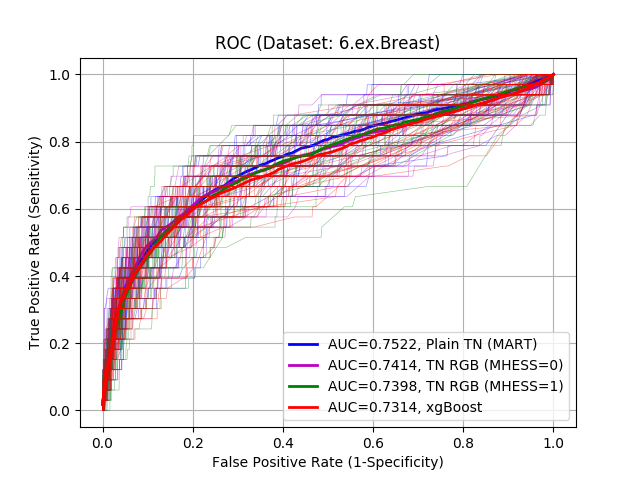 ROC (Dataset: 6.ex.Breast)
True Positive Rate (Sensitivity)
1.0
0.8
0.6
0.4
0.2
0.0
AUC=0.7522, Plain TN (MART)
AUC=0.7414, TN RGB (MHESS=0)
AUC=0.7398, TN RGB (MHESS=1)
AUC=0.7314, xgBoost
0.0 0.2 0.4 0.6 0.8 1.0
False Positive Rate (1-Specificity)